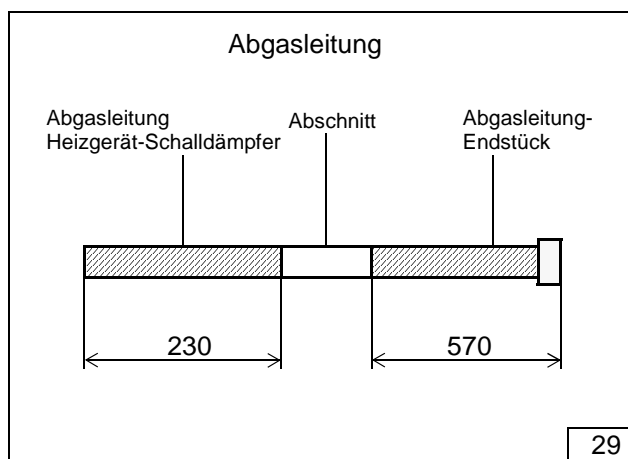 Abgasleitung
Abgasleitung
Heizgerät-Schalldämpfer
Abschnitt
Abgasleitung-
Endstück
230
570
29